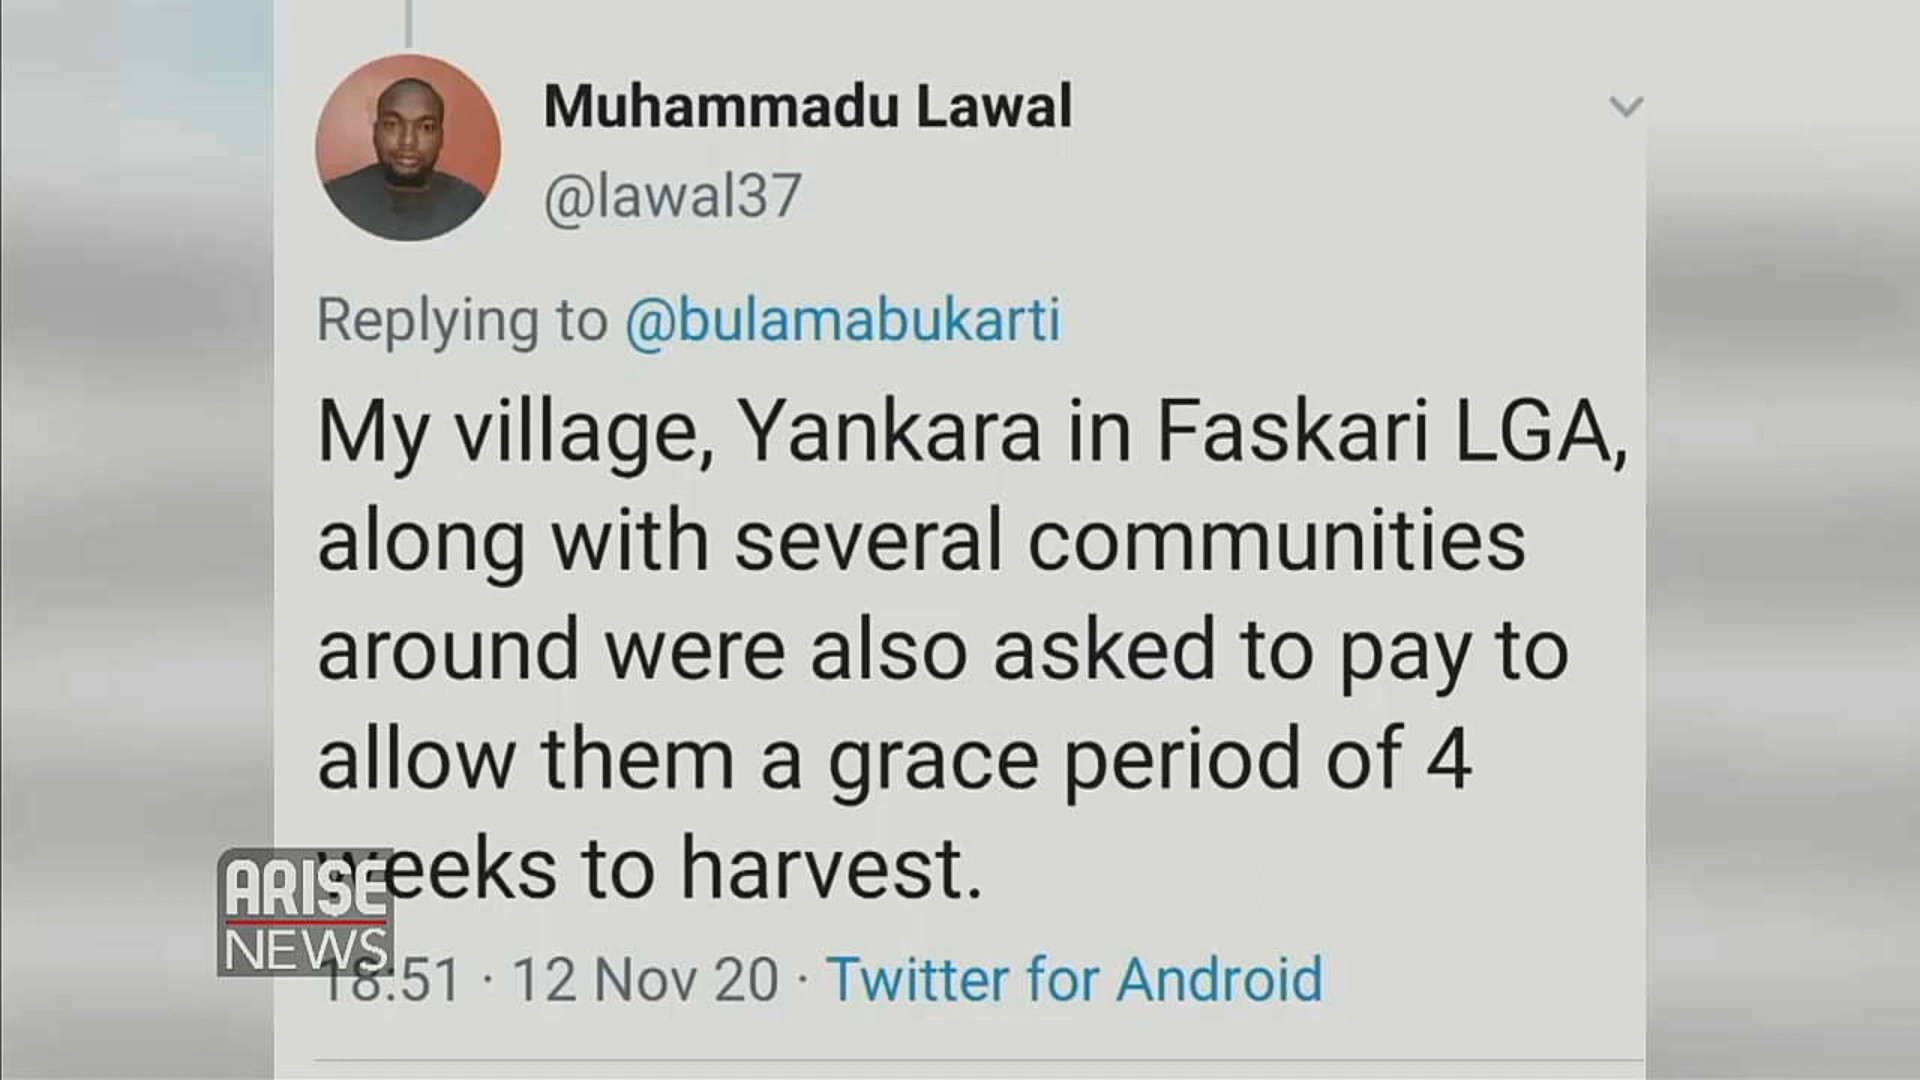 Muhammadu Lawal
@lawal37
Replying to @bulamabukarti
My village, Yankara in Faskari LGA,
along with several communities
around were also asked to pay to
allow them a grace period of 4
weeks to harvest.
18:51 · 12 Nov 20 · Twitter for Android
ARISE
NEWS